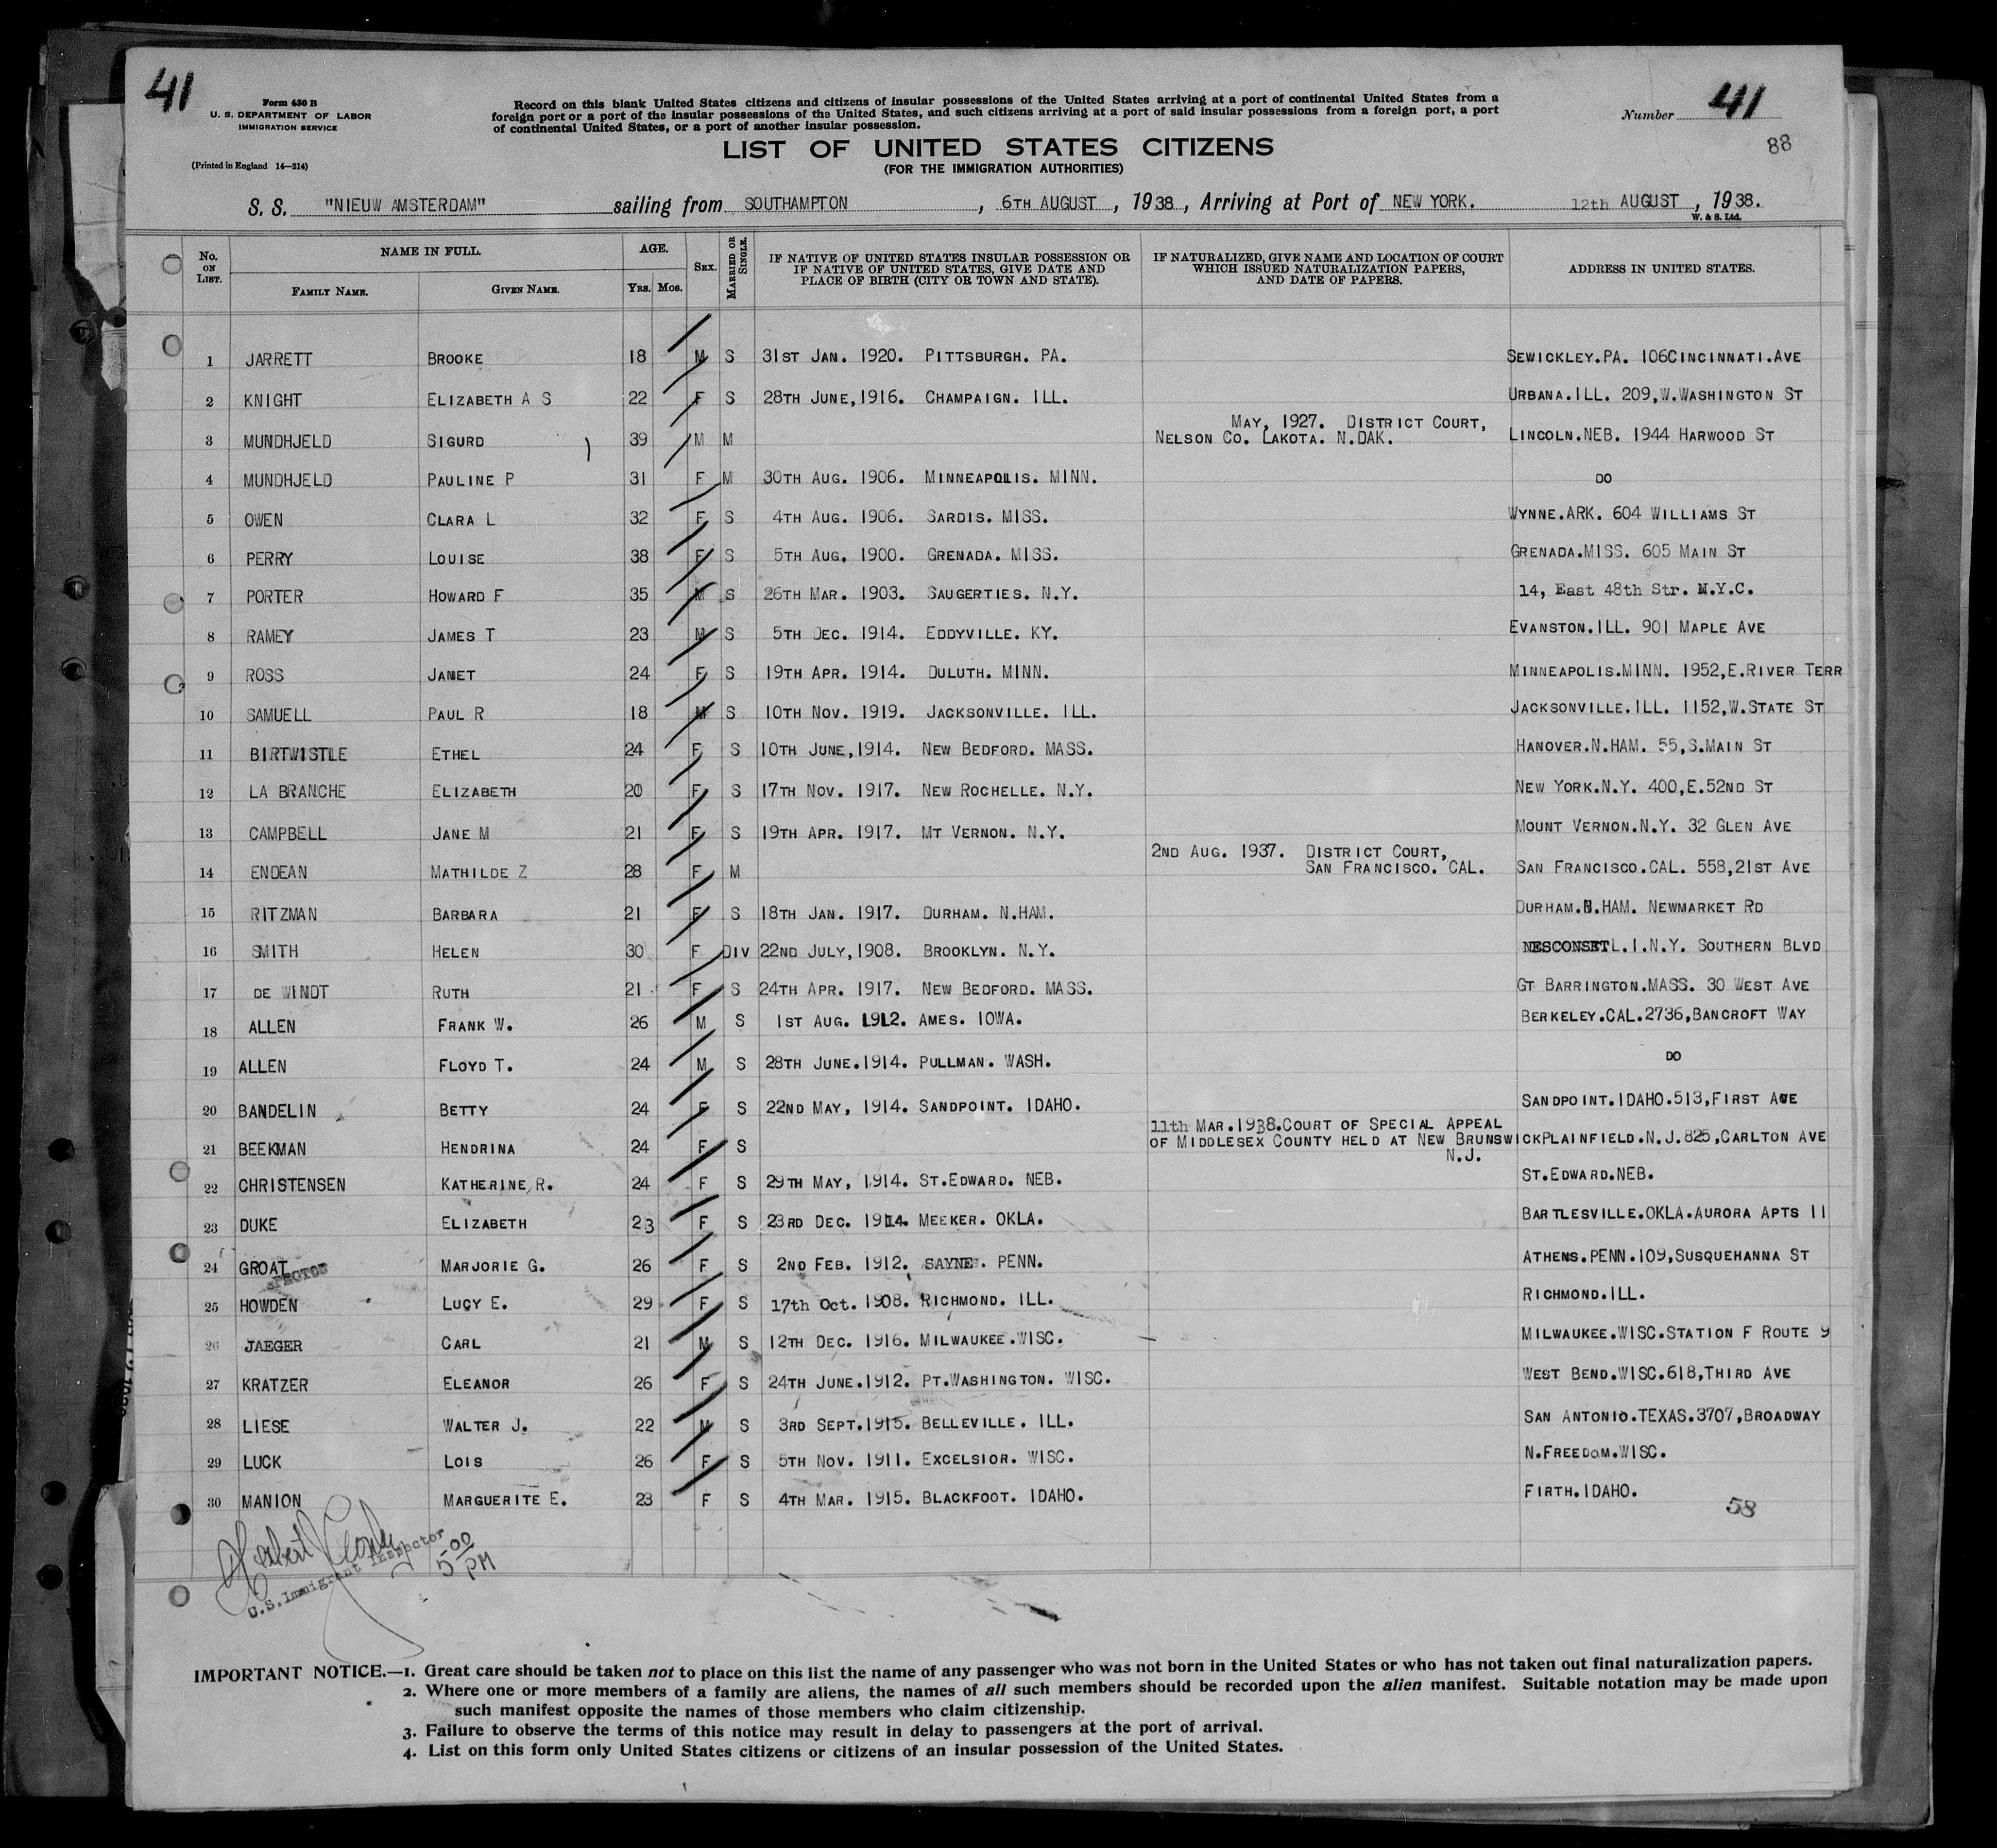 41
Form 630 B
U. S. DEPARTMENT OF LABOR
IMMIGRATION SERVICE
(Printed in England 14—214)
Record on this blank United States citizens and citizens of insular possessions of the United States arriving at a port of continental United States from a
foreign port or a port of the insular possessions of the United States, and such citizens arriving at a port of said insular possessions from a foreign port, a port
of continental United States, or a port of another insular possession.
Number 41
88
LIST OF UNITED STATES CITIZENS
(FOR THE IMMIGRATION AUTHORITIES)
S. S. "NIEUW AMSTERDAM" sailing from SOUTHAMPTON, 6TH AUGUST, 1938, Arriving at Port of NEW YORK. 12th AUGUST, 1938.
W. & S. Ltd.
No. ON LIST. NAME IN FULL. FAMILY NAME. GIVEN NAME. AGE. YRS. MOS. SEX. MARRIED OR SINGLE. IF NATIVE OF UNITED STATES INSULAR POSSESSION OR IF NATIVE OF UNITED STATES, GIVE DATE AND PLACE OF BIRTH (CITY OR TOWN AND STATE). IF NATURALIZED, GIVE NAME AND LOCATION OF COURT WHICH ISSUED NATURALIZATION PAPERS, AND DATE OF PAPERS. ADDRESS IN UNITED STATES.
1 JARRETT BROOKE 18 M S 31ST JAN. 1920. PITTSBURGH. PA. SEWICKLEY.PA. 106CINCINNATI.AVE
2 KNIGHT ELIZABETH A S 22 F S 28TH JUNE,1916. CHAMPAIGN. ILL. URBANA.ILL. 209,W.WASHINGTON ST
MAY, 1927. DISTRICT COURT,
3 MUNDHJELD SIGURD 39 M M NELSON CO. LAKOTA. N.DAK. LINCOLN.NEB. 1944 HARWOOD ST
4 MUNDHJELD PAULINE P 31 F M 30TH AUG. 1906. MINNEAPOLIS. MINN. DO
5 OWEN CLARA L 32 F S 4TH AUG. 1906. SARDIS. MISS. WYNNE.ARK. 604 WILLIAMS ST
6 PERRY LOUISE 38 F S 5TH AUG. 1900. GRENADA. MISS. GRENADA.MISS. 605 MAIN ST
7 PORTER HOWARD F 35 M S 26TH MAR. 1903. SAUGERTIES. N.Y. 14, East 48th Str. N.Y.C.
8 RAMEY JAMES T 23 M S 5TH DEC. 1914. EDDYVILLE. KY. EVANSTON.ILL. 901 MAPLE AVE
9 ROSS JANET 24 F S 19TH APR. 1914. DULUTH. MINN. MINNEAPOLIS.MINN. 1952,E.RIVER TERR
10 SAMUELL PAUL R 18 M S 10TH NOV. 1919. JACKSONVILLE. ILL. JACKSONVILLE.ILL. 1152,W.STATE ST
11 BIRTWISTLE ETHEL 24 F S 10TH JUNE,1914. NEW BEDFORD. MASS. HANOVER.N.HAM. 55,S.MAIN ST
12 LA BRANCHE ELIZABETH 20 F S 17TH NOV. 1917. NEW ROCHELLE. N.Y. NEW YORK.N.Y. 400,E.52ND ST
13 CAMPBELL JANE M 21 F S 19TH APR. 1917. MT VERNON. N.Y. MOUNT VERNON.N.Y. 32 GLEN AVE
2ND AUG. 1937. DISTRICT COURT,
14 ENDEAN MATHILDE Z 28 F M SAN FRANCISCO. CAL. SAN FRANCISCO.CAL. 558,21ST AVE
15 RITZMAN BARBARA 21 F S 18TH JAN. 1917. DURHAM. N.HAM. DURHAM.N.HAM. NEWMARKET RD
16 SMITH HELEN 30 F DIV 22ND JULY,1908. BROOKLYN. N.Y. NESCONSET L.I.N.Y. SOUTHERN BLVD
17 DE WINDT RUTH 21 F S 24TH APR. 1917. NEW BEDFORD. MASS. GT BARRINGTON.MASS. 30 WEST AVE
18 ALLEN FRANK W. 26 M S 1ST AUG. 1912. AMES. IOWA. BERKELEY.CAL.2736,BANCROFT WAY
19 ALLEN FLOYD T. 24 M S 28TH JUNE.1914. PULLMAN. WASH. DO
20 BANDELIN BETTY 24 F S 22ND MAY, 1914. SANDPOINT. IDAHO. SANDPOINT.IDAHO.513,FIRST AVE
11th MAR.1938.COURT OF SPECIAL APPEAL
21 BEEKMAN HENDRINA 24 F S OF MIDDLESEX COUNTY HELD AT NEW BRUNSWICK PLAINFIELD.N.J.825,CARLTON AVE
N.J.
22 CHRISTENSEN KATHERINE R. 24 F S 29TH MAY, 1914. ST.EDWARD. NEB. ST.EDWARD.NEB.
23 DUKE ELIZABETH 23 F S 23RD DEC. 1914. MEEKER. OKLA. BARTLESVILLE.OKLA.AURORA APTS 11
24 GROAT MARJORIE G. 26 F S 2ND FEB. 1912. SAYNE. PENN. ATHENS.PENN.109,SUSQUEHANNA ST
25 HOWDEN LUCY E. 29 F S 17th Oct. 1908. RICHMOND. ILL. RICHMOND.ILL.
26 JAEGER CARL 21 M S 12TH DEC. 1916. MILWAUKEE.WISC. MILWAUKEE.WISC.STATION F ROUTE 9
27 KRATZER ELEANOR 26 F S 24TH JUNE.1912. PT.WASHINGTON. WISC. WEST BEND.WISC.618,THIRD AVE
28 LIESE WALTER J. 22 M S 3RD SEPT.1915. BELLEVILLE. ILL. SAN ANTONIO.TEXAS.3707,BROADWAY
29 LUCK LOIS 26 F S 5TH NOV. 1911. EXCELSIOR. WISC. N.FREEDOM.WISC.
30 MANION MARGUERITE E. 23 F S 4TH MAR. 1915. BLACKFOOT. IDAHO. FIRTH.IDAHO.
58
U.S. Immigrant Inspector
5 00 PM
IMPORTANT NOTICE.—1. Great care should be taken not to place on this list the name of any passenger who was not born in the United States or who has not taken out final naturalization papers.
2. Where one or more members of a family are aliens, the names of all such members should be recorded upon the alien manifest. Suitable notation may be made upon
such manifest opposite the names of those members who claim citizenship.
3. Failure to observe the terms of this notice may result in delay to passengers at the port of arrival.
4. List on this form only United States citizens or citizens of an insular possession of the United States.